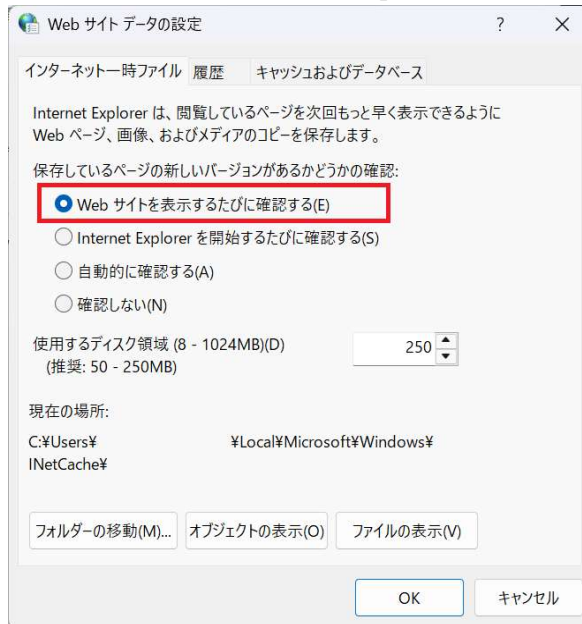 Web サイト データの設定
?
×
インターネット一時ファイル 履歴 キャッシュおよびデータベース
Internet Explorer は、閲覧しているページを次回もっと早く表示できるように
Web ページ、画像、およびメディアのコピーを保存します。
保存しているページの新しいバージョンがあるかどうかの確認:
Web サイトを表示するたびに確認する(E)
Internet Explorer を開始するたびに確認する(S)
自動的に確認する(A)
確認しない(N)
使用するディスク領域 (8 - 1024MB)(D) 250
(推奨: 50 - 250MB)
現在の場所:
C:¥Users¥ ¥Local¥Microsoft¥Windows¥
INetCache¥
フォルダーの移動(M)... オブジェクトの表示(O) ファイルの表示(V)
OK キャンセル